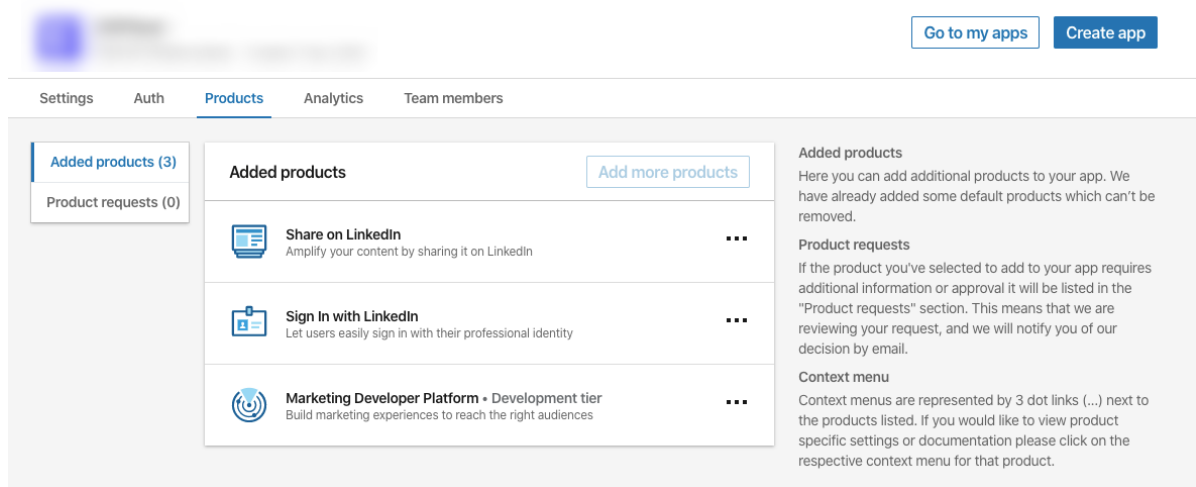 Go to my apps
Create app
Settings
Auth
Products
Analytics
Team members
Added products (3)
Product requests (0)
Added products
Add more products
Share on LinkedIn
Amplify your content by sharing it on LinkedIn
Sign In with LinkedIn
Let users easily sign in with their professional identity
Marketing Developer Platform • Development tier
Build marketing experiences to reach the right audiences
Added products
Here you can add additional products to your app. We
have already added some default products which can't be
removed.
Product requests
If the product you've selected to add to your app requires
additional information or approval it will be listed in the
"Product requests" section. This means that we are
reviewing your request, and we will notify you of our
decision by email.
Context menu
Context menus are represented by 3 dot links (...) next to
the products listed. If you would like to view product
specific settings or documentation please click on the
respective context menu for that product.